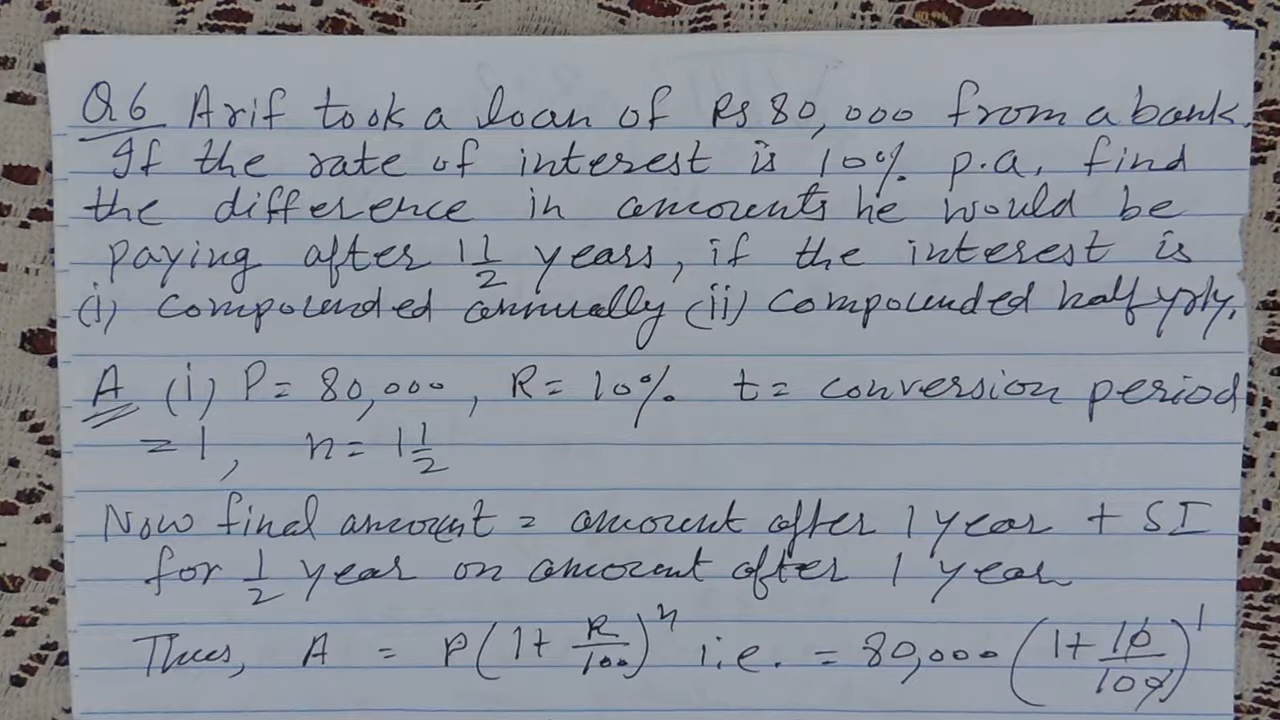 Q6 Arif took a loan of Rs 80,000 from a bank.
If the rate of interest is 10% p.a, find
the difference in amounts he would be
paying after 1 1/2 years, if the interest is
(i) compounded annually (ii) compounded half yrly.
A (i) P = 80,000, R = 10% t = conversion period
= 1, n = 1 1/2
Now final amount = amount after 1 year + SI
for 1/2 year on amount after 1 year
Thus, A = P(1 + R/100)^n i.e. = 80,000 (1 + 10/100)^1